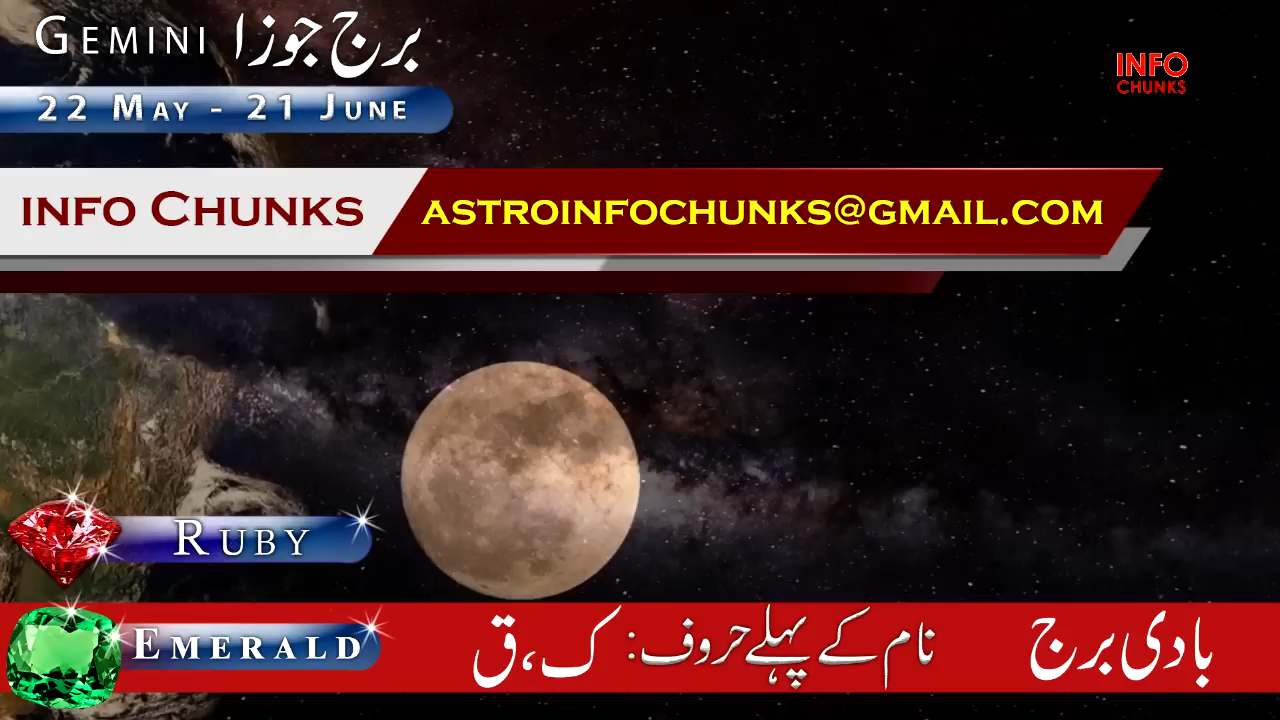 GEMINI برج جوزا
22 MAY - 21 JUNE
INFO
CHUNKS
INFO CHUNKS
ASTROINFOCHUNKS@GMAIL.COM
RUBY
EMERALD
بادی برج
نام کے پہلے حروف: ک، ق